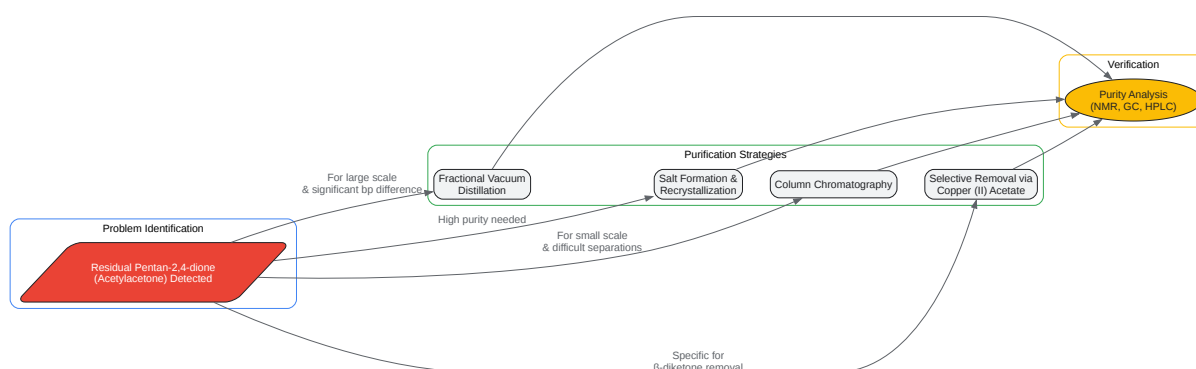 Verification
Purity Analysis
(NMR, GC, HPLC)
Purification Strategies
For large scale
& significant bp difference
Fractional Vacuum
Distillation
Salt Formation &
Recrystallization
Column Chromatography
Selective Removal via
Copper (II) Acetate
High purity needed
Problem Identification
For small scale
& difficult separations
Residual Pentan-2,4-dione
(Acetylacetone) Detected
Specific for
β-diketone removal